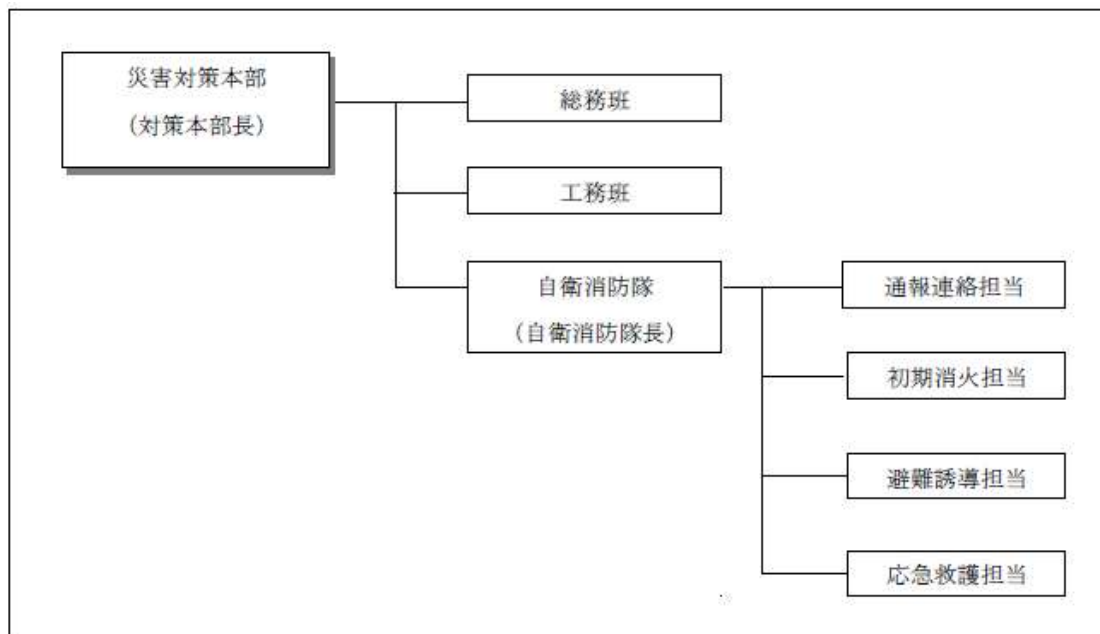 災害対策本部
（対策本部長）
総務班
工務班
自衛消防隊
（自衛消防隊長）
通報連絡担当
初期消火担当
避難誘導担当
応急救護担当